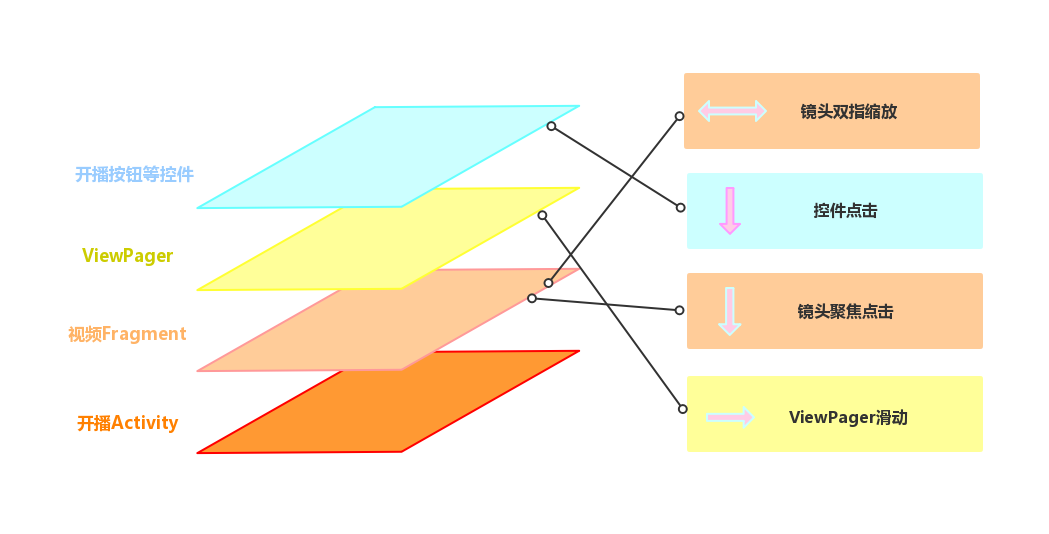 开播按钮等控件
ViewPager
视频Fragment
开播Activity
镜头双指缩放
控件点击
镜头聚焦点击
ViewPager滑动